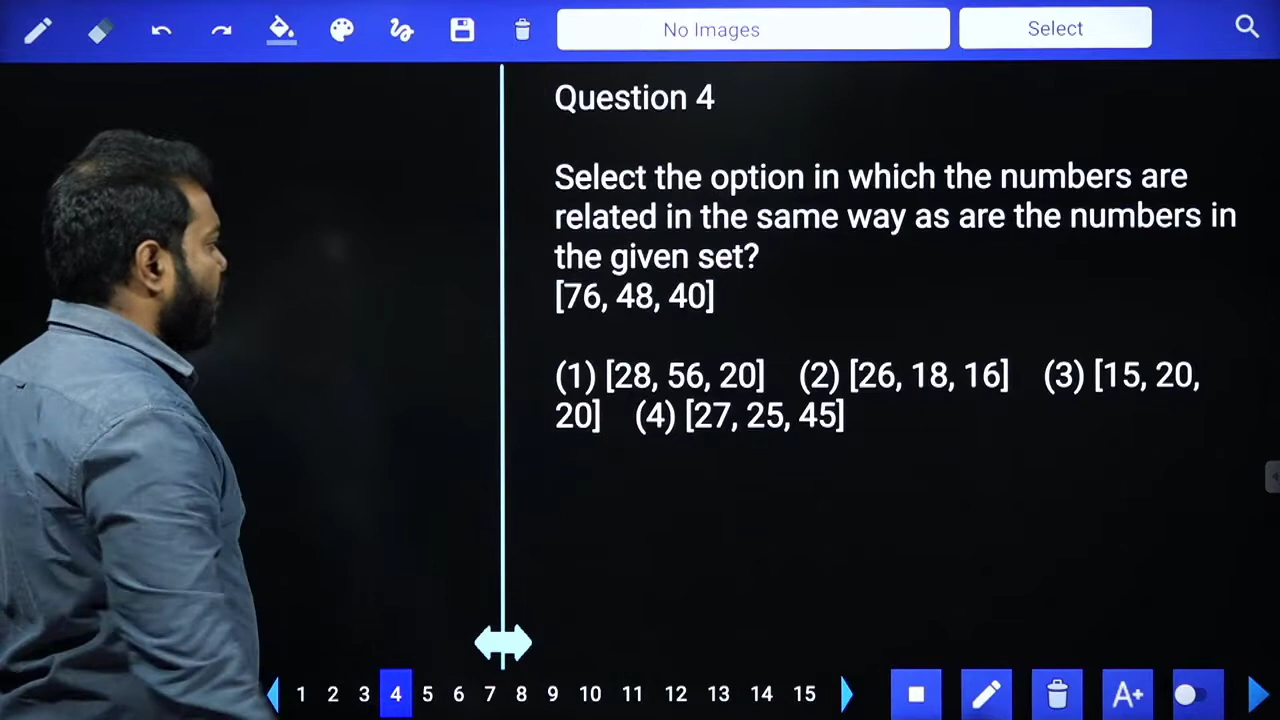 No Images
Select
Question 4
Select the option in which the numbers are
related in the same way as are the numbers in
the given set?
[76, 48, 40]
(1) [28, 56, 20] (2) [26, 18, 16] (3) [15, 20,
20] (4) [27, 25, 45]
1 2 3 4 5 6 7 8 9 10 11 12 13 14 15
A+